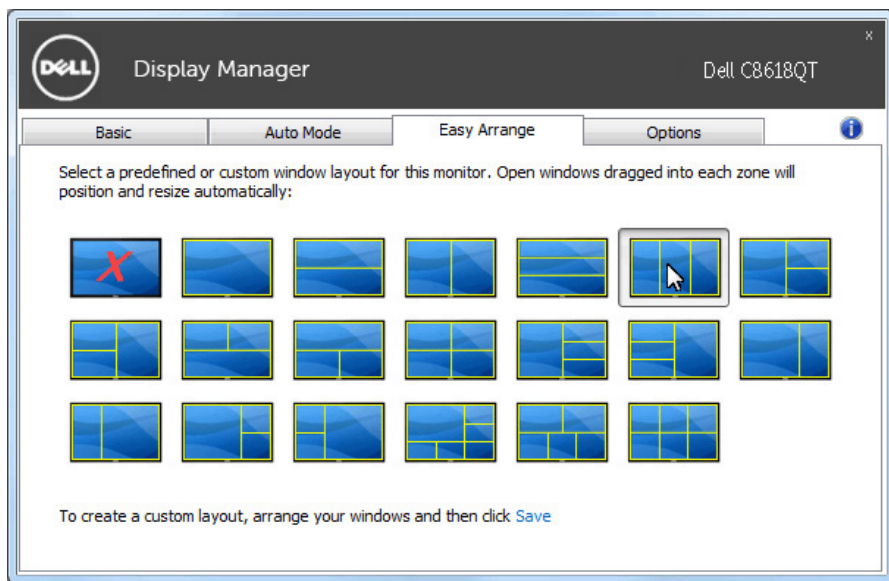 DELL
Display Manager
Dell C8618QT
x
Basic
Auto Mode
Easy Arrange
Options
i
Select a predefined or custom window layout for this monitor. Open windows dragged into each zone will
position and resize automatically:
X
To create a custom layout, arrange your windows and then click Save